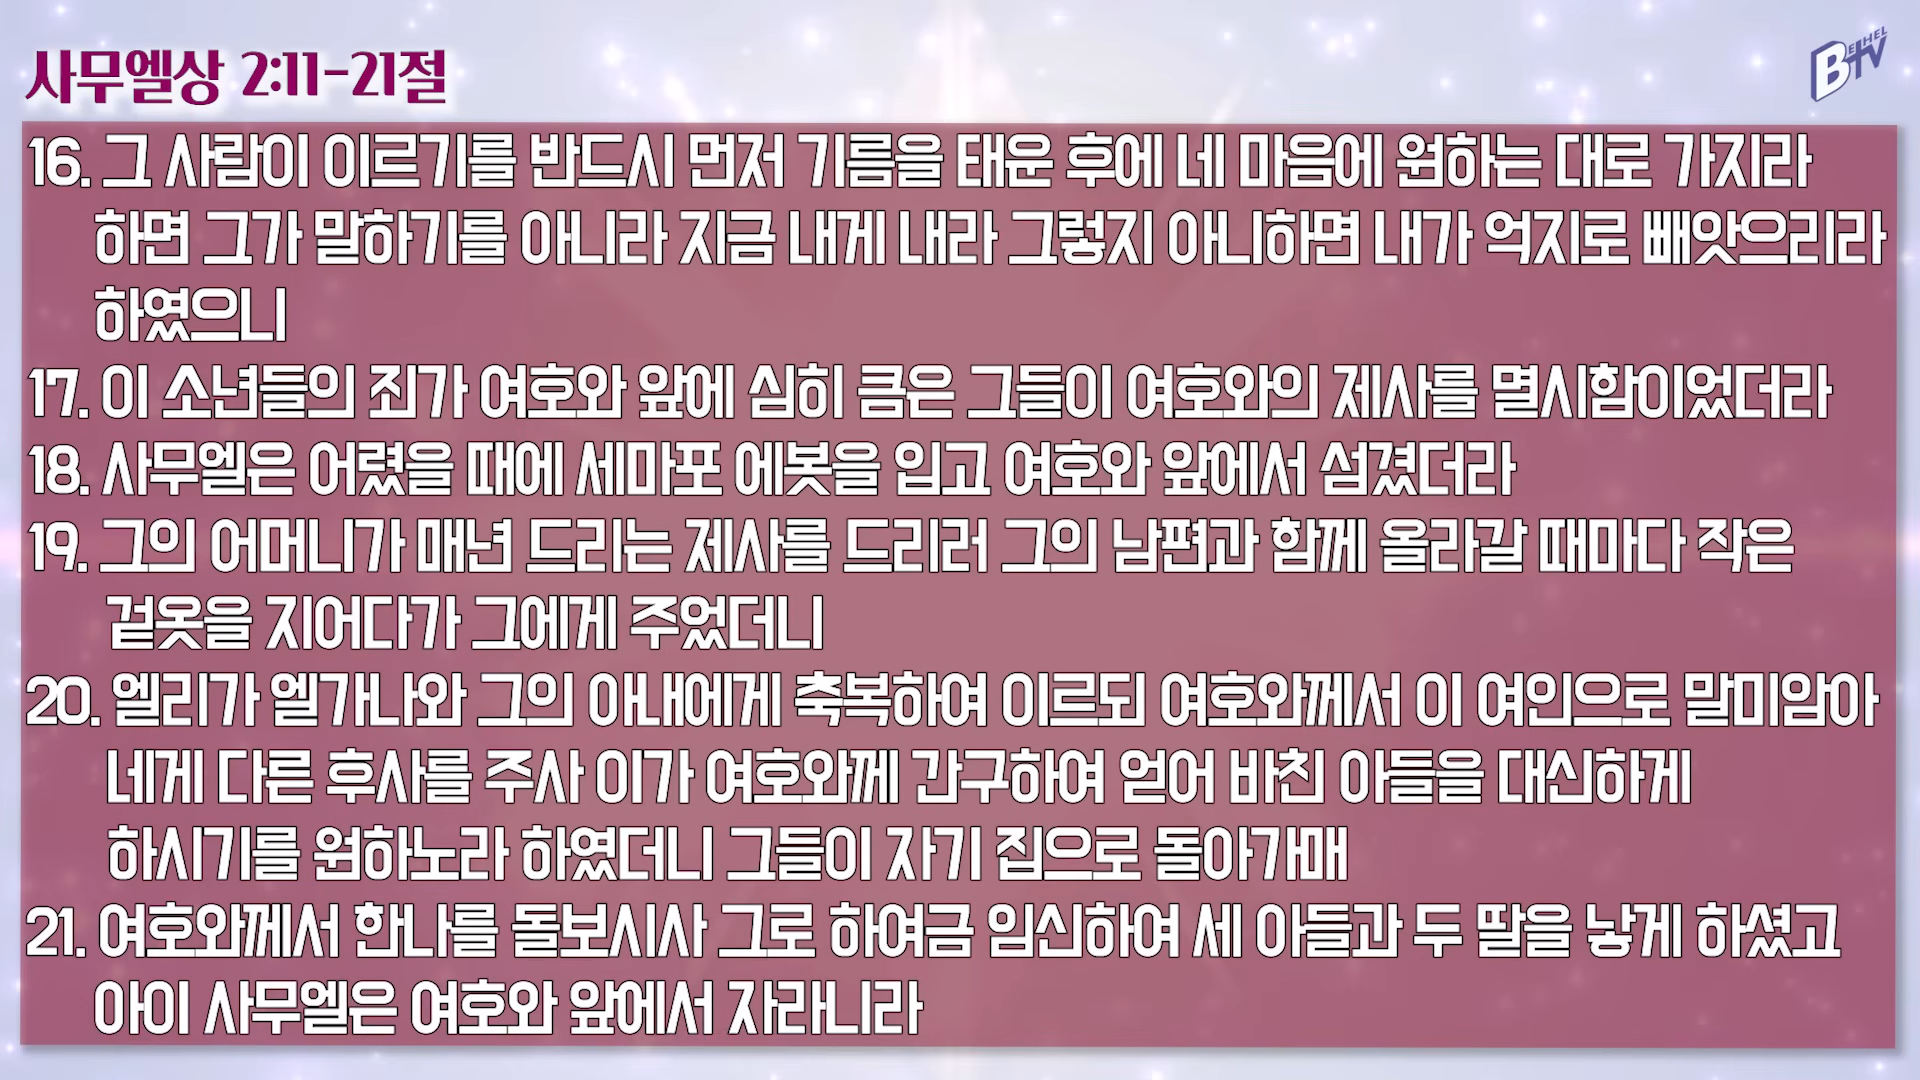 사무엘상 2:11-21절
BETHEL TV
16. 그 사람이 이르기를 반드시 먼저 기름을 태운 후에 네 마음에 원하는 대로 가지라
하면 그가 말하기를 아니라 지금 내게 내라 그렇지 아니하면 내가 억지로 빼앗으리라
하였으니
17. 이 소년들의 죄가 여호와 앞에 심히 큼은 그들이 여호와의 제사를 멸시함이었더라
18. 사무엘은 어렸을 때에 세마포 에봇을 입고 여호와 앞에서 섬겼더라
19. 그의 어머니가 매년 드리는 제사를 드리러 그의 남편과 함께 올라갈 때마다 작은
겉옷을 지어다가 그에게 주었더니
20. 엘리가 엘가나와 그의 아내에게 축복하여 이르되 여호와께서 이 여인으로 말미암아
네게 다른 후사를 주사 이가 여호와께 간구하여 얻어 바친 아들을 대신하게
하시기를 원하노라 하였더니 그들이 자기 집으로 돌아가매
21. 여호와께서 한나를 돌보시사 그로 하여금 임신하여 세 아들과 두 딸을 낳게 하셨고
아이 사무엘은 여호와 앞에서 자라니라